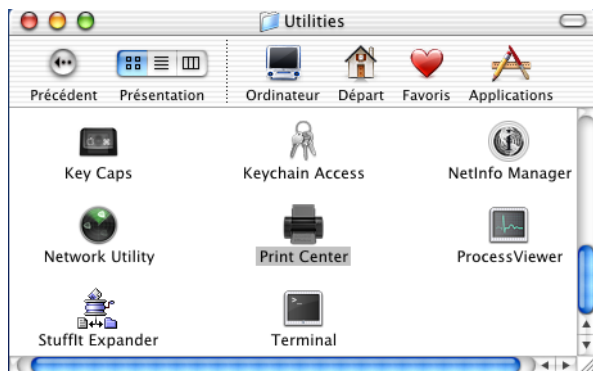 Utilities
Précédent Présentation Ordinateur Départ Favoris Applications
Key Caps Keychain Access NetInfo Manager
Network Utility Print Center ProcessViewer
StuffIt Expander Terminal